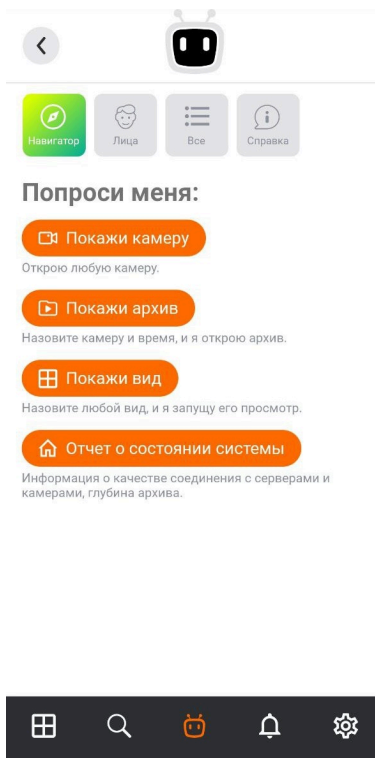 Навигатор
Лица
Все
Справка
Попроси меня:
Покажи камеру
Открою любую камеру.
Покажи архив
Назовите камеру и время, и я открою архив.
Покажи вид
Назовите любой вид, и я запущу его просмотр.
Отчет о состоянии системы
Информация о качестве соединения с серверами и
камерами, глубина архива.